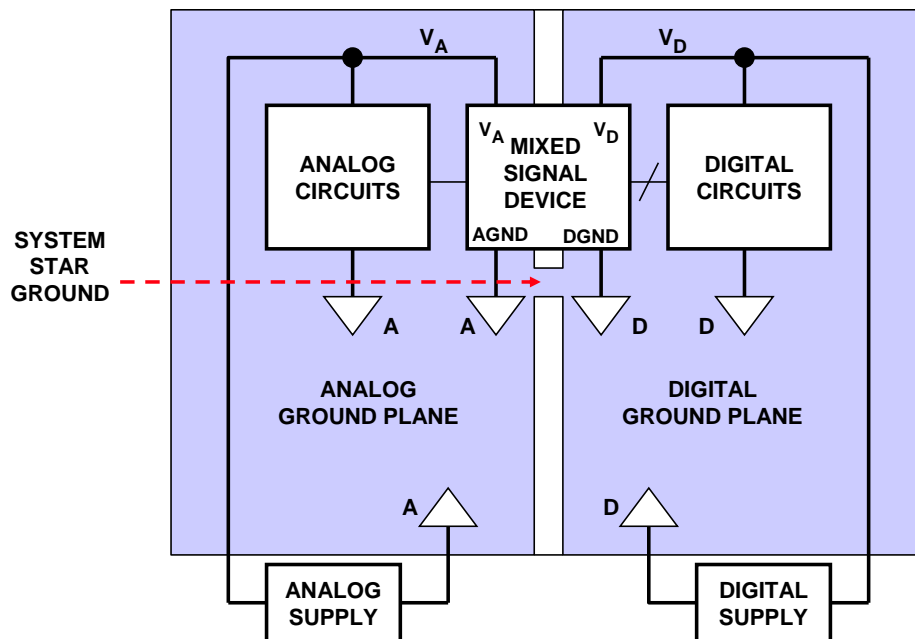 V_A
V_D
V_A
V_D
MIXED
SIGNAL
DEVICE
AGND
DGND
ANALOG
CIRCUITS
DIGITAL
CIRCUITS
SYSTEM
STAR
GROUND
A
A
D
D
ANALOG
GROUND PLANE
DIGITAL
GROUND PLANE
A
D
ANALOG
SUPPLY
DIGITAL
SUPPLY